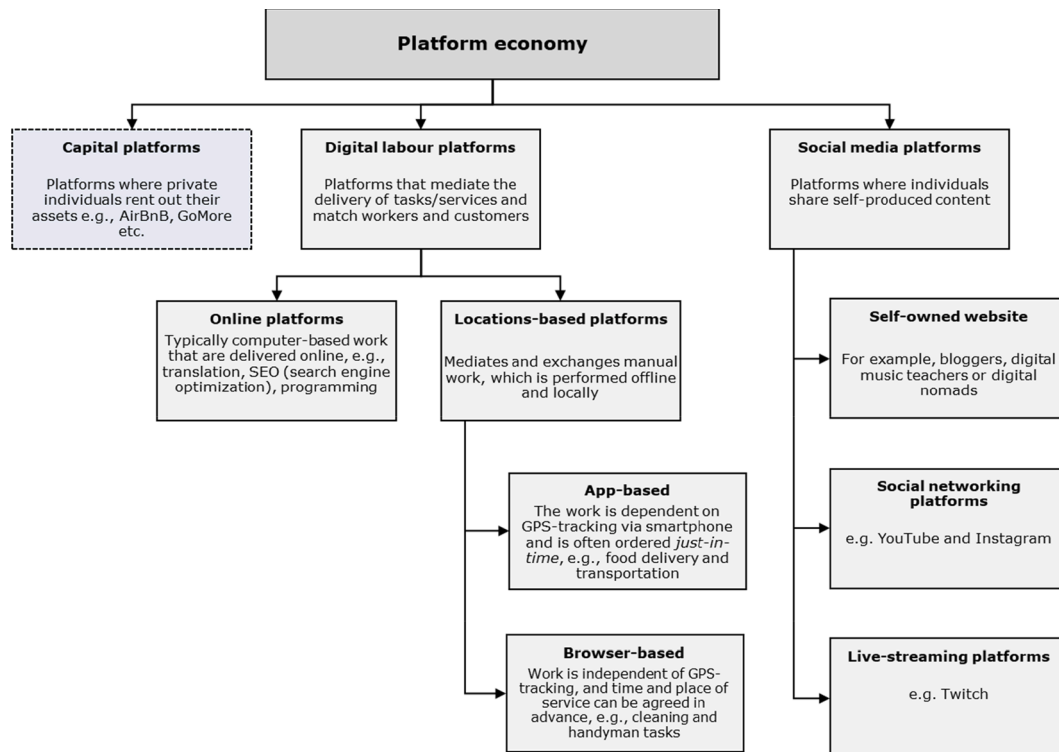 Platform economy
Capital platforms
Platforms where private
individuals rent out their
assets e.g., AirBnB, GoMore
etc.
Digital labour platforms
Platforms that mediate the
delivery of tasks/services and
match workers and customers
Social media platforms
Platforms where individuals
share self-produced content
Online platforms
Typically computer-based work
that are delivered online, e.g.,
translation, SEO (search engine
optimization), programming
Locations-based platforms
Mediates and exchanges manual
work, which is performed offline
and locally
Self-owned website
For example, bloggers, digital
music teachers or digital
nomads
App-based
The work is dependent on
GPS-tracking via smartphone
and is often ordered just-in-
time, e.g., food delivery and
transportation
Social networking
platforms
e.g. YouTube and Instagram
Browser-based
Work is independent of GPS-
tracking, and time and place of
service can be agreed in
advance, e.g., cleaning and
handyman tasks
Live-streaming platforms
e.g. Twitch